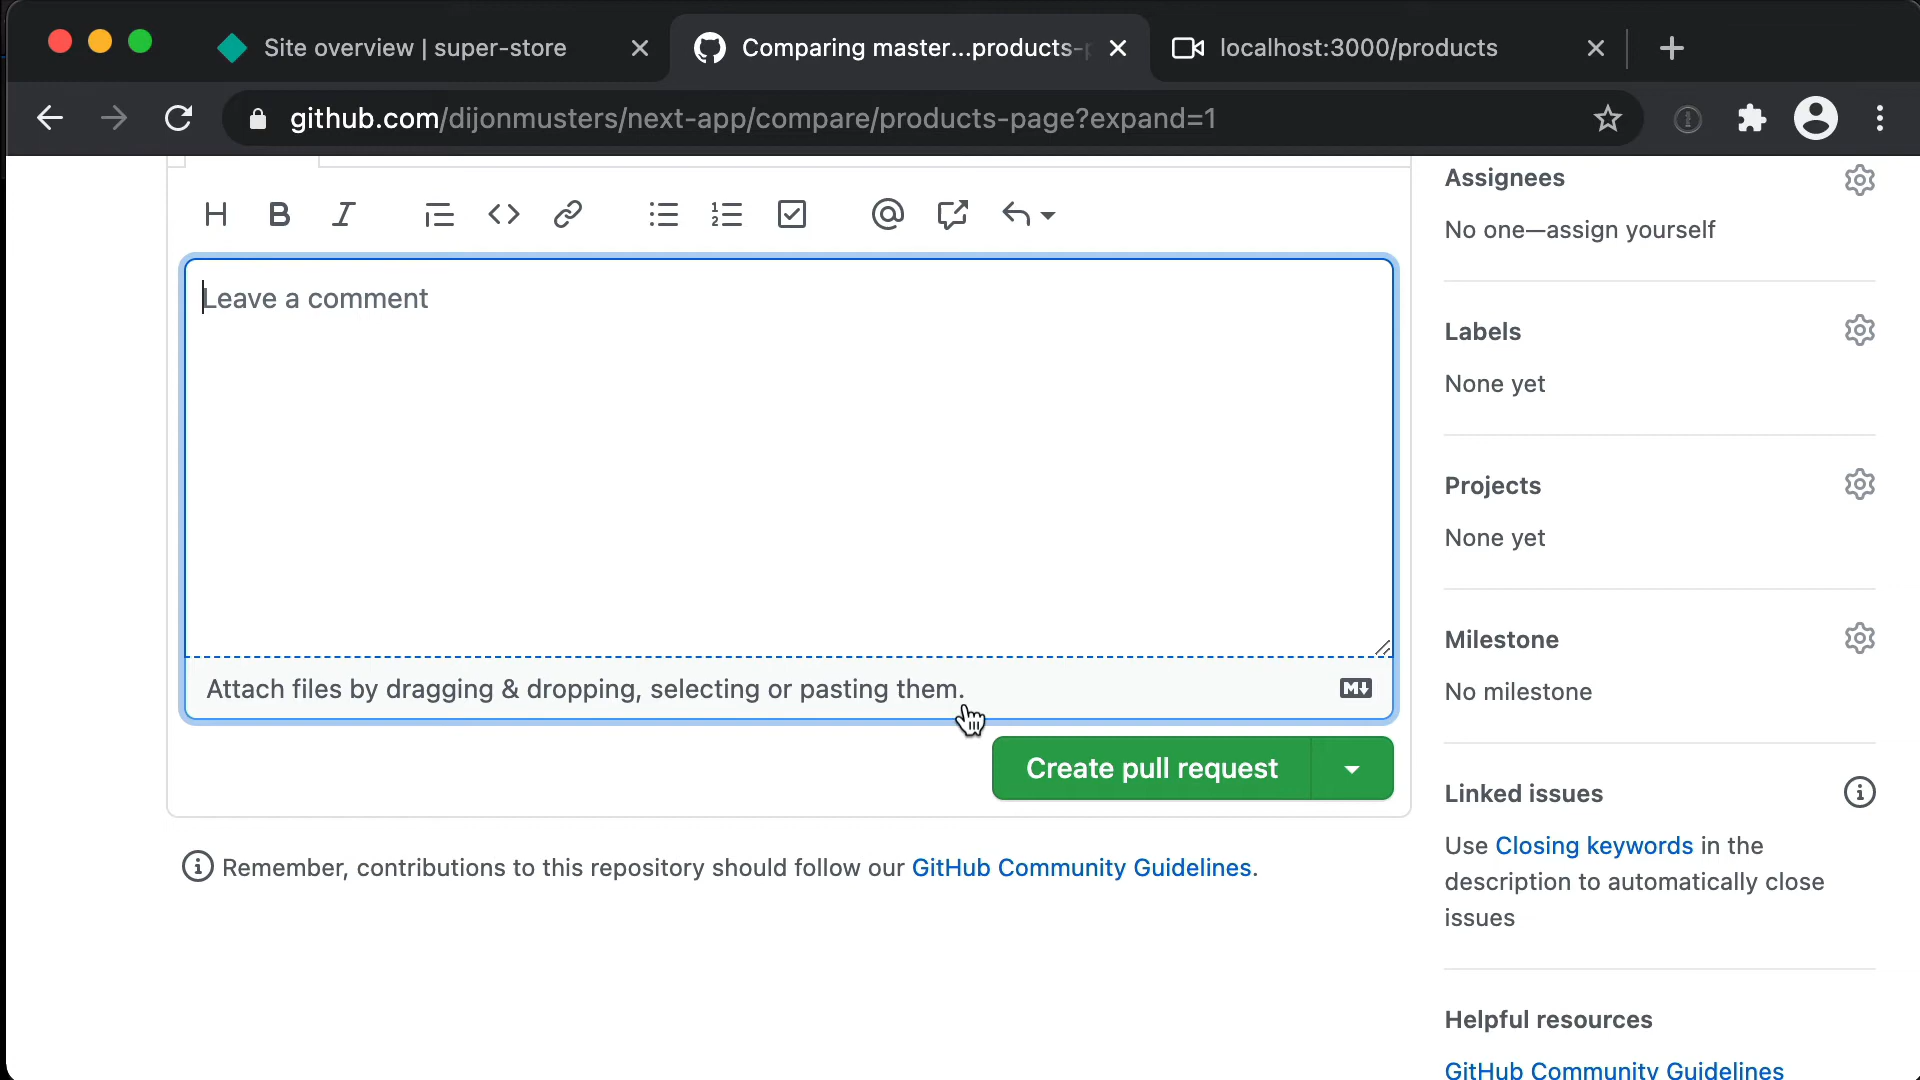 Site overview | super-store
Comparing master...products-p
localhost:3000/products
github.com/dijonmusters/next-app/compare/products-page?expand=1
Leave a comment
Attach files by dragging & dropping, selecting or pasting them.
Create pull request
Remember, contributions to this repository should follow our GitHub Community Guidelines.
Assignees
No one—assign yourself
Labels
None yet
Projects
None yet
Milestone
No milestone
Linked issues
Use Closing keywords in the
description to automatically close
issues
Helpful resources
GitHub Community Guidelines